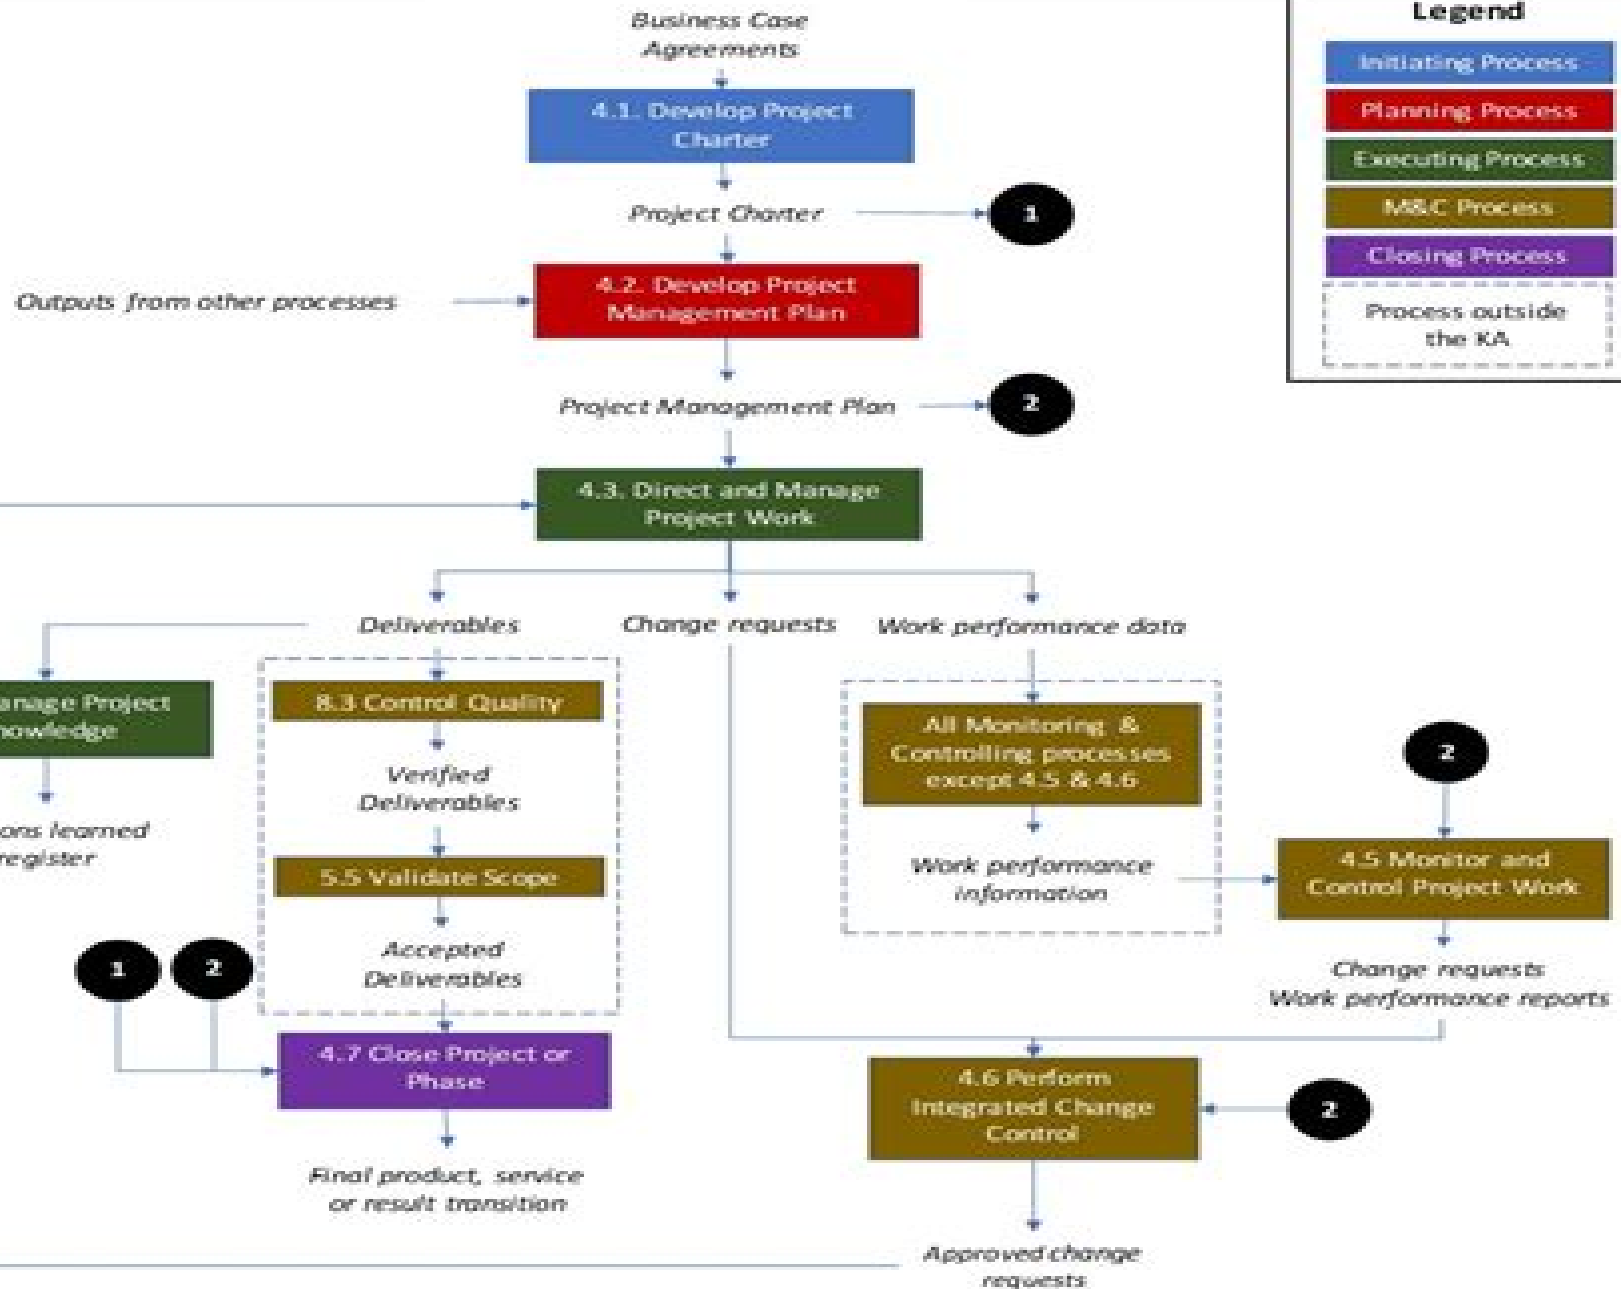 Business Case
Agreements
Legend
Initiating Process
Planning Process
Executing Process
M&C Process
Closing Process
Process outside
the KA
4.1. Develop Project
Charter
Project Charter
1
Outputs from other processes
4.2. Develop Project
Management Plan
Project Management Plan
2
4.3. Direct and Manage
Project Work
Deliverables
Change requests
Work performance data
anage Project
nowledge
ons learned
register
8.3 Control Quality
Verified
Deliverables
5.5 Validate Scope
Accepted
Deliverables
1
2
4.7 Close Project or
Phase
Final product, service
or result transition
All Monitoring &
Controlling processes
except 4.5 & 4.6
Work performance
information
2
4.5 Monitor and
Control Project Work
Change requests
Work performance reports
4.6 Perform
Integrated Change
Control
2
Approved change
requests